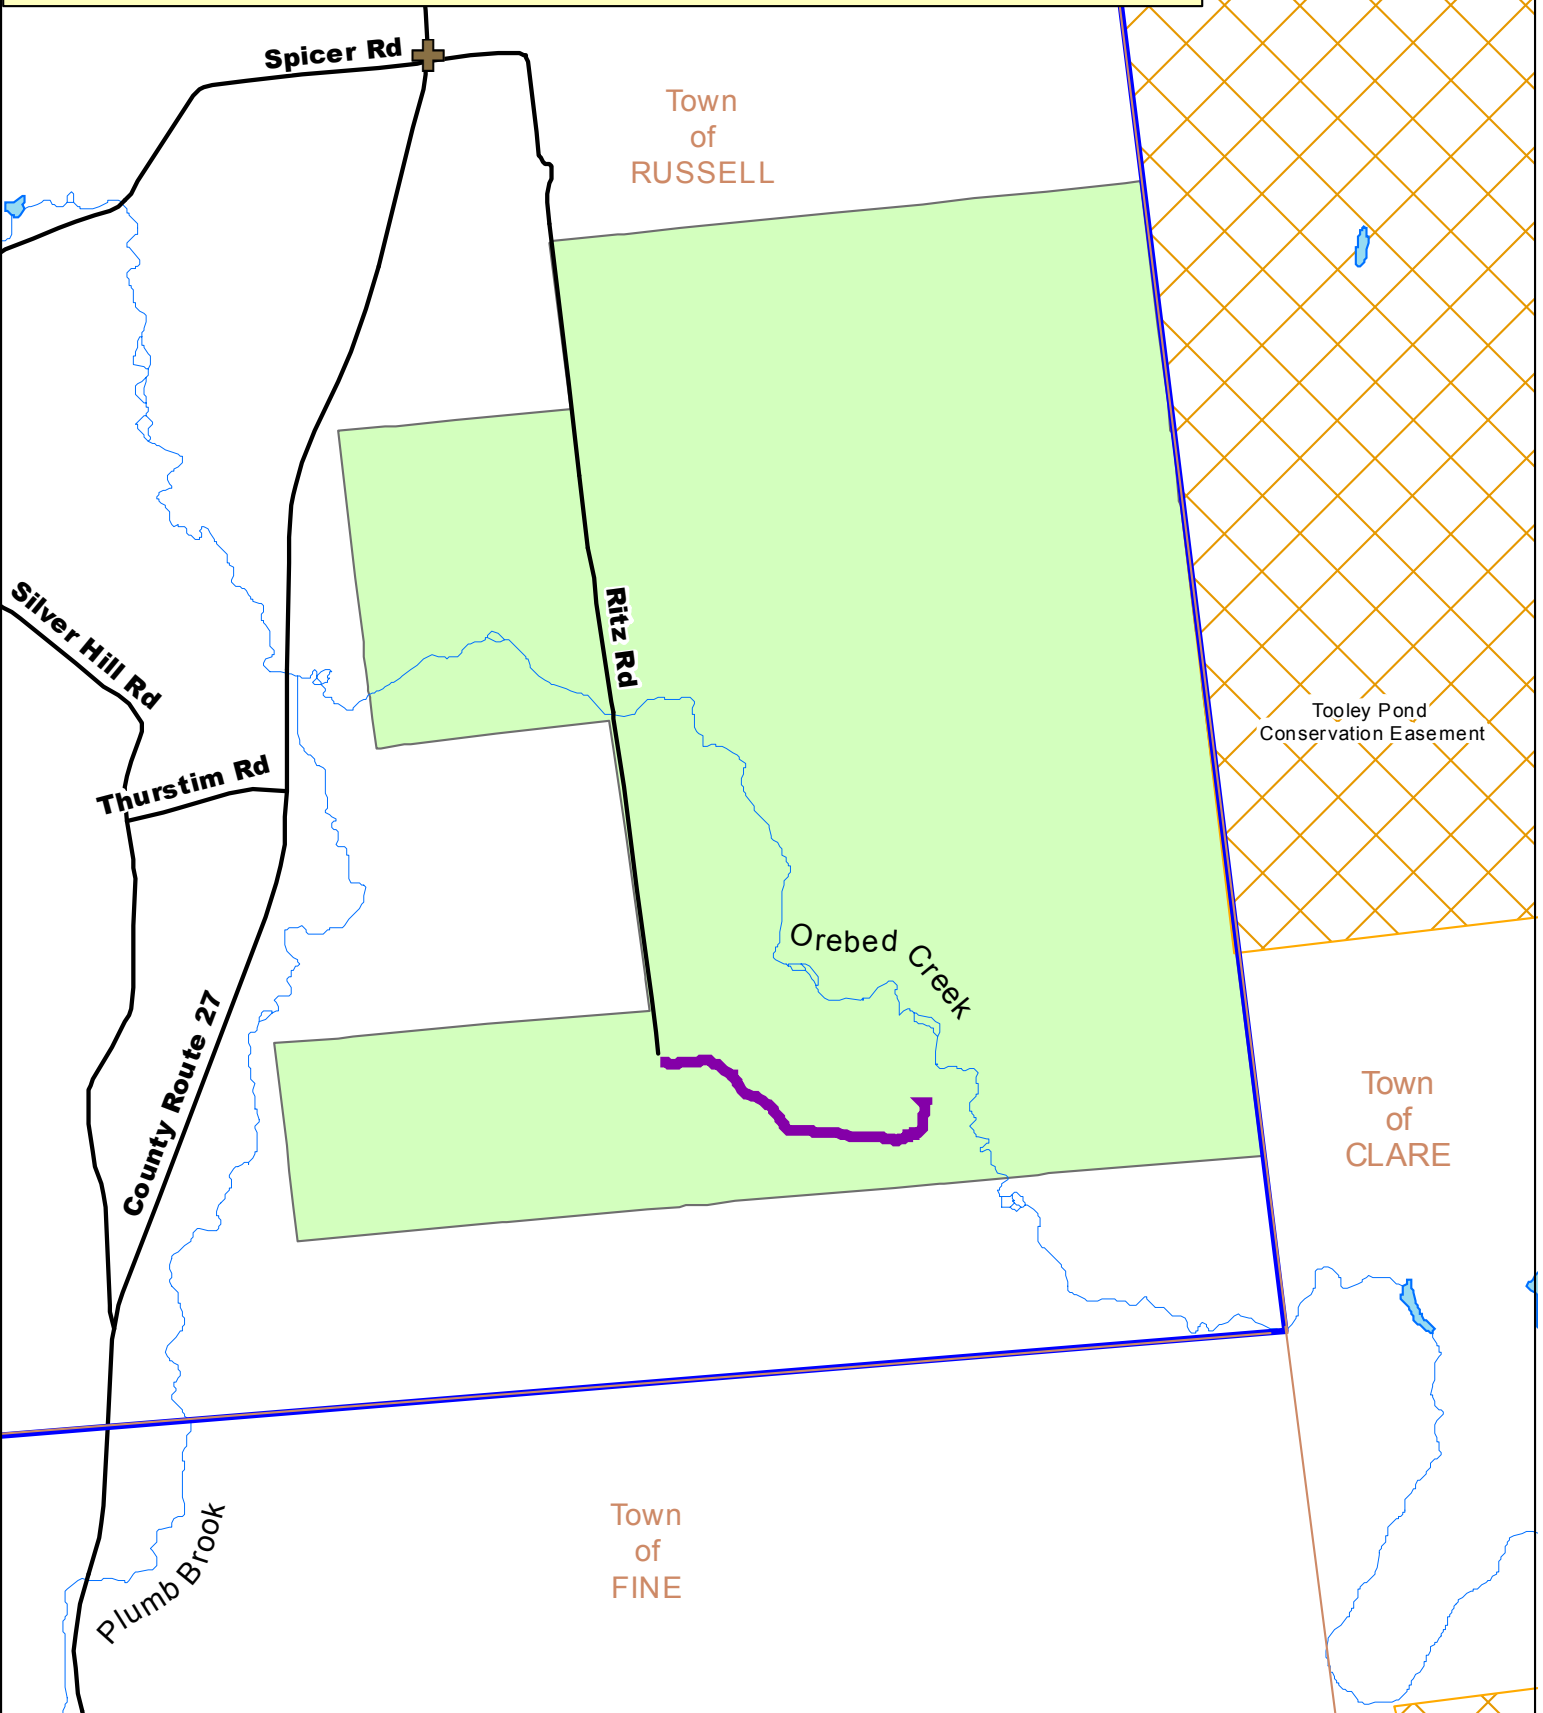 Spicer Rd
Town
of
RUSSELL
Silver Hill Rd
Ritz Rd
Tooley Pond
Conservation Easement
Thurstim Rd
Orebed Creek
County Route 27
Town
of
CLARE
Town
of
FINE
Plumb Brook